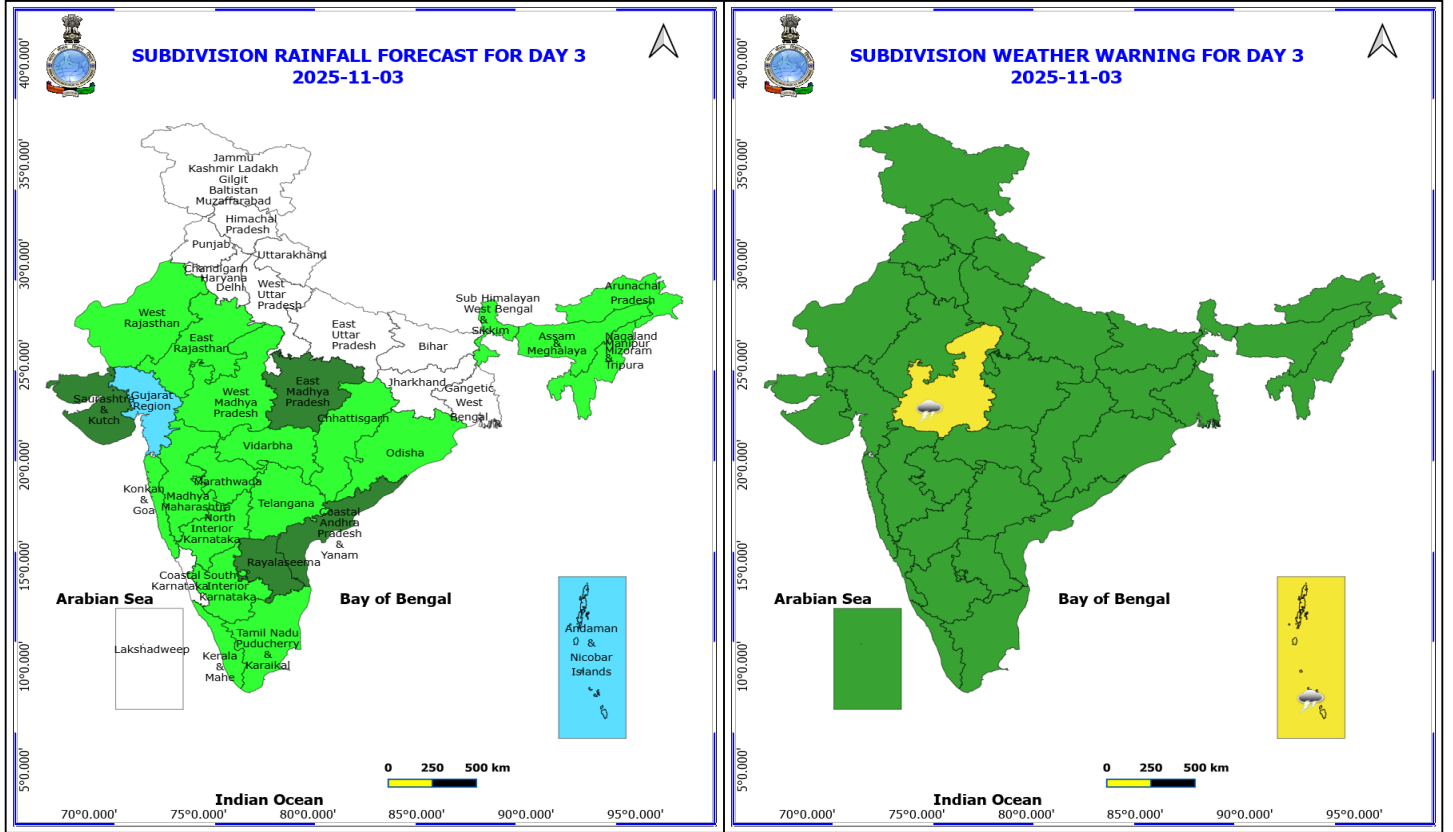 SUBDIVISION RAINFALL FORECAST FOR DAY 3
2025-11-03
40°0.000'
35°0.000'
30°0.000'
25°0.000'
20°0.000'
15°0.000'
10°0.000'
5°0.000'
Jammu
Kashmir Ladakh
Gilgit
Baltistan
Muzaffarabad
Himachal
Pradesh
Punjab
Uttarakhand
Chandigarh
Haryana
Delhi
West
Uttar
Pradesh
West
Rajasthan
East
Rajasthan
East
Uttar
Pradesh
Bihar
Sub Himalayan
West Bengal
&
Sikkim
Arunachal
Pradesh
Assam
&
Meghalaya
Nagaland
Manipur
Mizoram
&
Tripura
Saurashtra
&
Kutch
Gujarat
Region
West
Madhya
Pradesh
East
Madhya
Pradesh
Jharkhand
Gangetic
West
Bengal
Chhattisgarh
Vidarbha
Odisha
Konkan
&
Goa
Madhya
Maharashtra
Marathwada
Telangana
North
Interior
Karnataka
Coastal
Andhra
Pradesh
&
Yanam
Rayalaseema
Coastal
Karnataka
South
Interior
Karnataka
Arabian Sea
Bay of Bengal
Lakshadweep
Kerala
&
Mahe
Tamil Nadu
Puducherry
&
Karaikal
Andaman
&
Nicobar
Islands
0 250 500 km
Indian Ocean
70°0.000' 75°0.000' 80°0.000' 85°0.000' 90°0.000' 95°0.000'
SUBDIVISION WEATHER WARNING FOR DAY 3
2025-11-03
40°0.000'
35°0.000'
30°0.000'
25°0.000'
20°0.000'
15°0.000'
10°0.000'
5°0.000'
Arabian Sea
Bay of Bengal
0 250 500 km
Indian Ocean
70°0.000' 75°0.000' 80°0.000' 85°0.000' 90°0.000' 95°0.000'